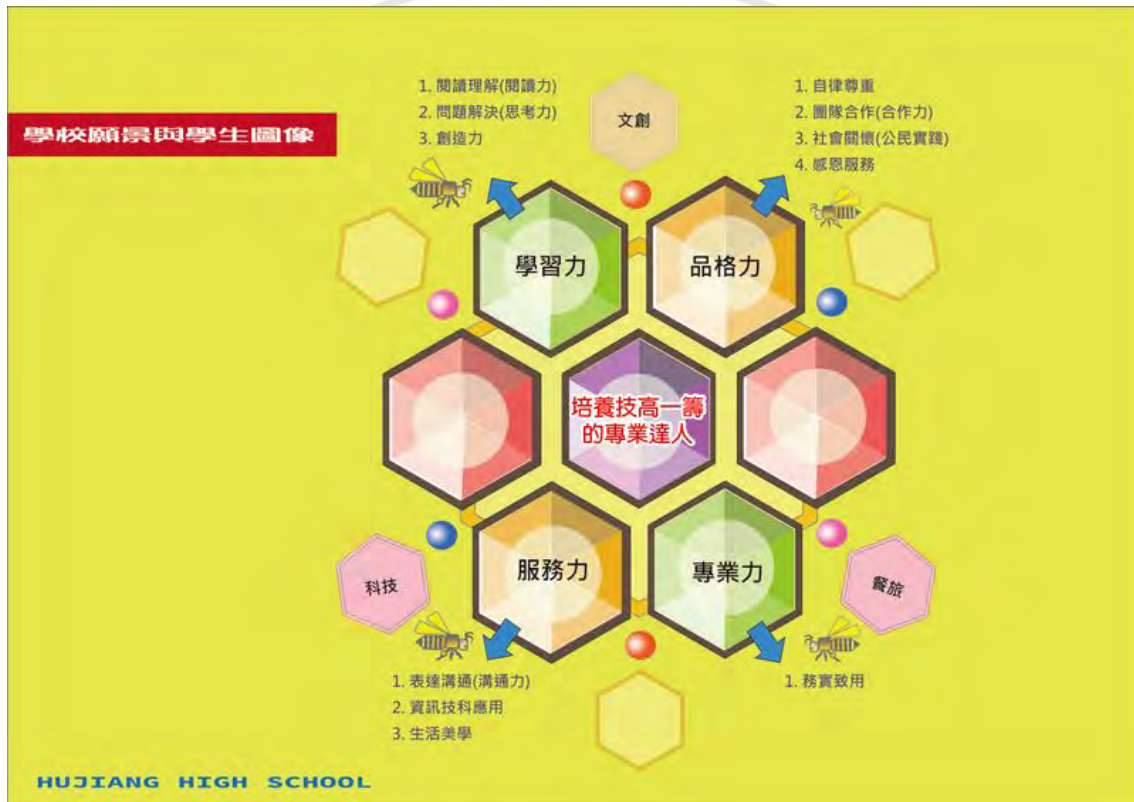 學校願景與學生圖像
1. 閱讀理解(閱讀力)
2. 問題解決(思考力)
3. 創造力
文創
1. 自律尊重
2. 團隊合作(合作力)
3. 社會關懷(公民實踐)
4. 感恩服務
學習力
品格力
培養技高一籌
的專業達人
服務力
專業力
科技
餐旅
1. 表達溝通(溝通力)
2. 資訊技科應用
3. 生活美學
1. 務實致用
HUJIANG HIGH SCHOOL